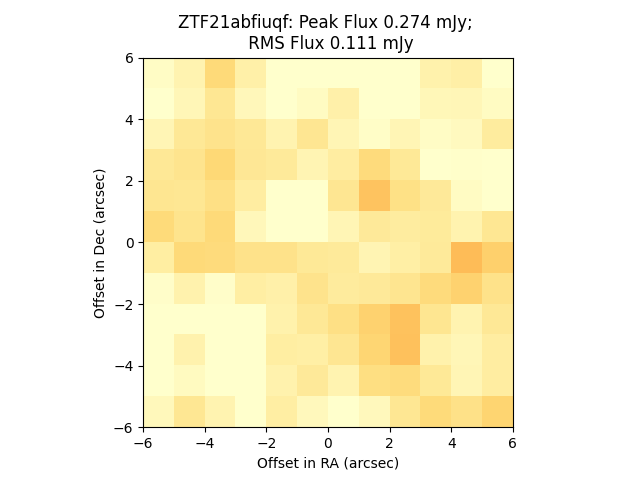 ZTF21abfiuqf: Peak Flux 0.274 mJy;
RMS Flux 0.111 mJy
6
4
2
0
−2
−4
−6
Offset in Dec (arcsec)
−6 −4 −2 0 2 4 6
Offset in RA (arcsec)